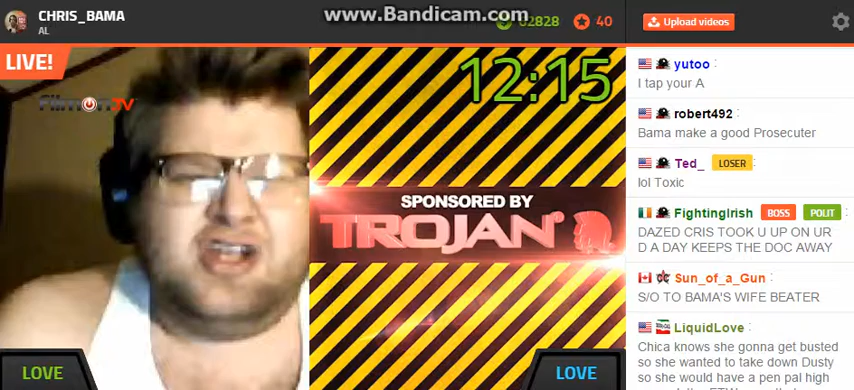 CHRIS_BAMA
AL
www.Bandicam.com
62828
40
Upload videos
LIVE!
FilmOnTV
12:15
SPONSORED BY
TROJAN
LOVE
LOVE
yutoo :
I tap your A
robert492 :
Bama make a good Prosecuter
Ted_ LOSER :
lol Toxic
FightingIrish BOSS POLIT :
DAZED CRIS TOOK U UP ON UR
D A DAY KEEPS THE DOC AWAY
Sun_of_a_Gun :
S/O TO BAMA'S WIFE BEATER
LiquidLove :
Chica knows she gonna get busted
so she wanted to take down Dusty
so she would have a pen pal high